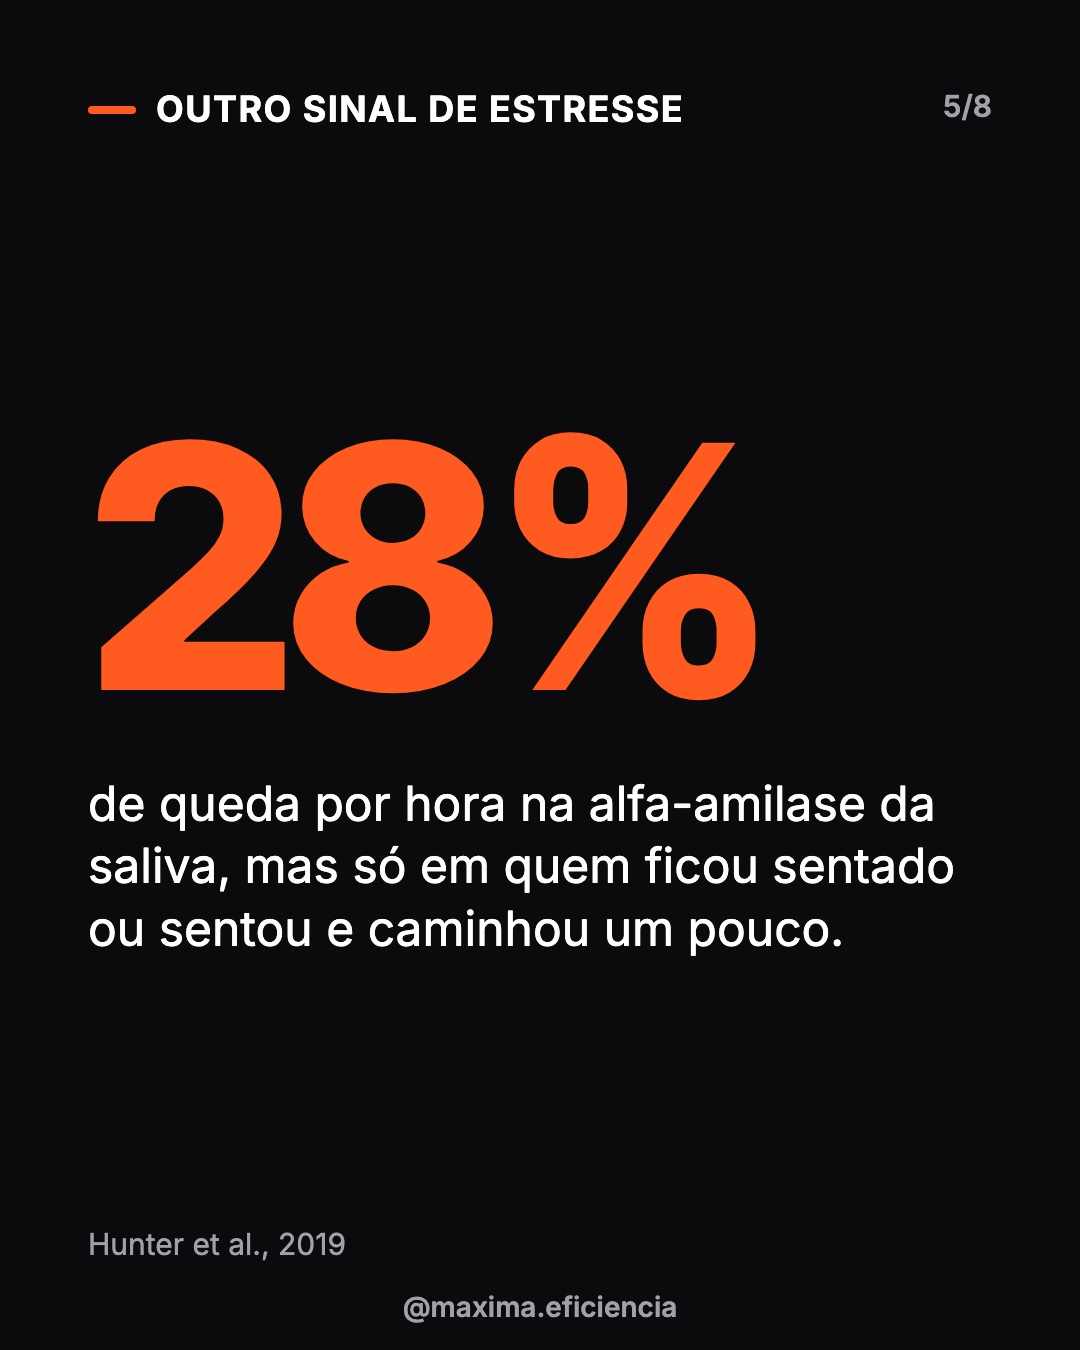 OUTRO SINAL DE ESTRESSE
5/8
28%
de queda por hora na alfa-amilase da
saliva, mas só em quem ficou sentado
ou sentou e caminhou um pouco.
Hunter et al., 2019
@maxima.eficiencia